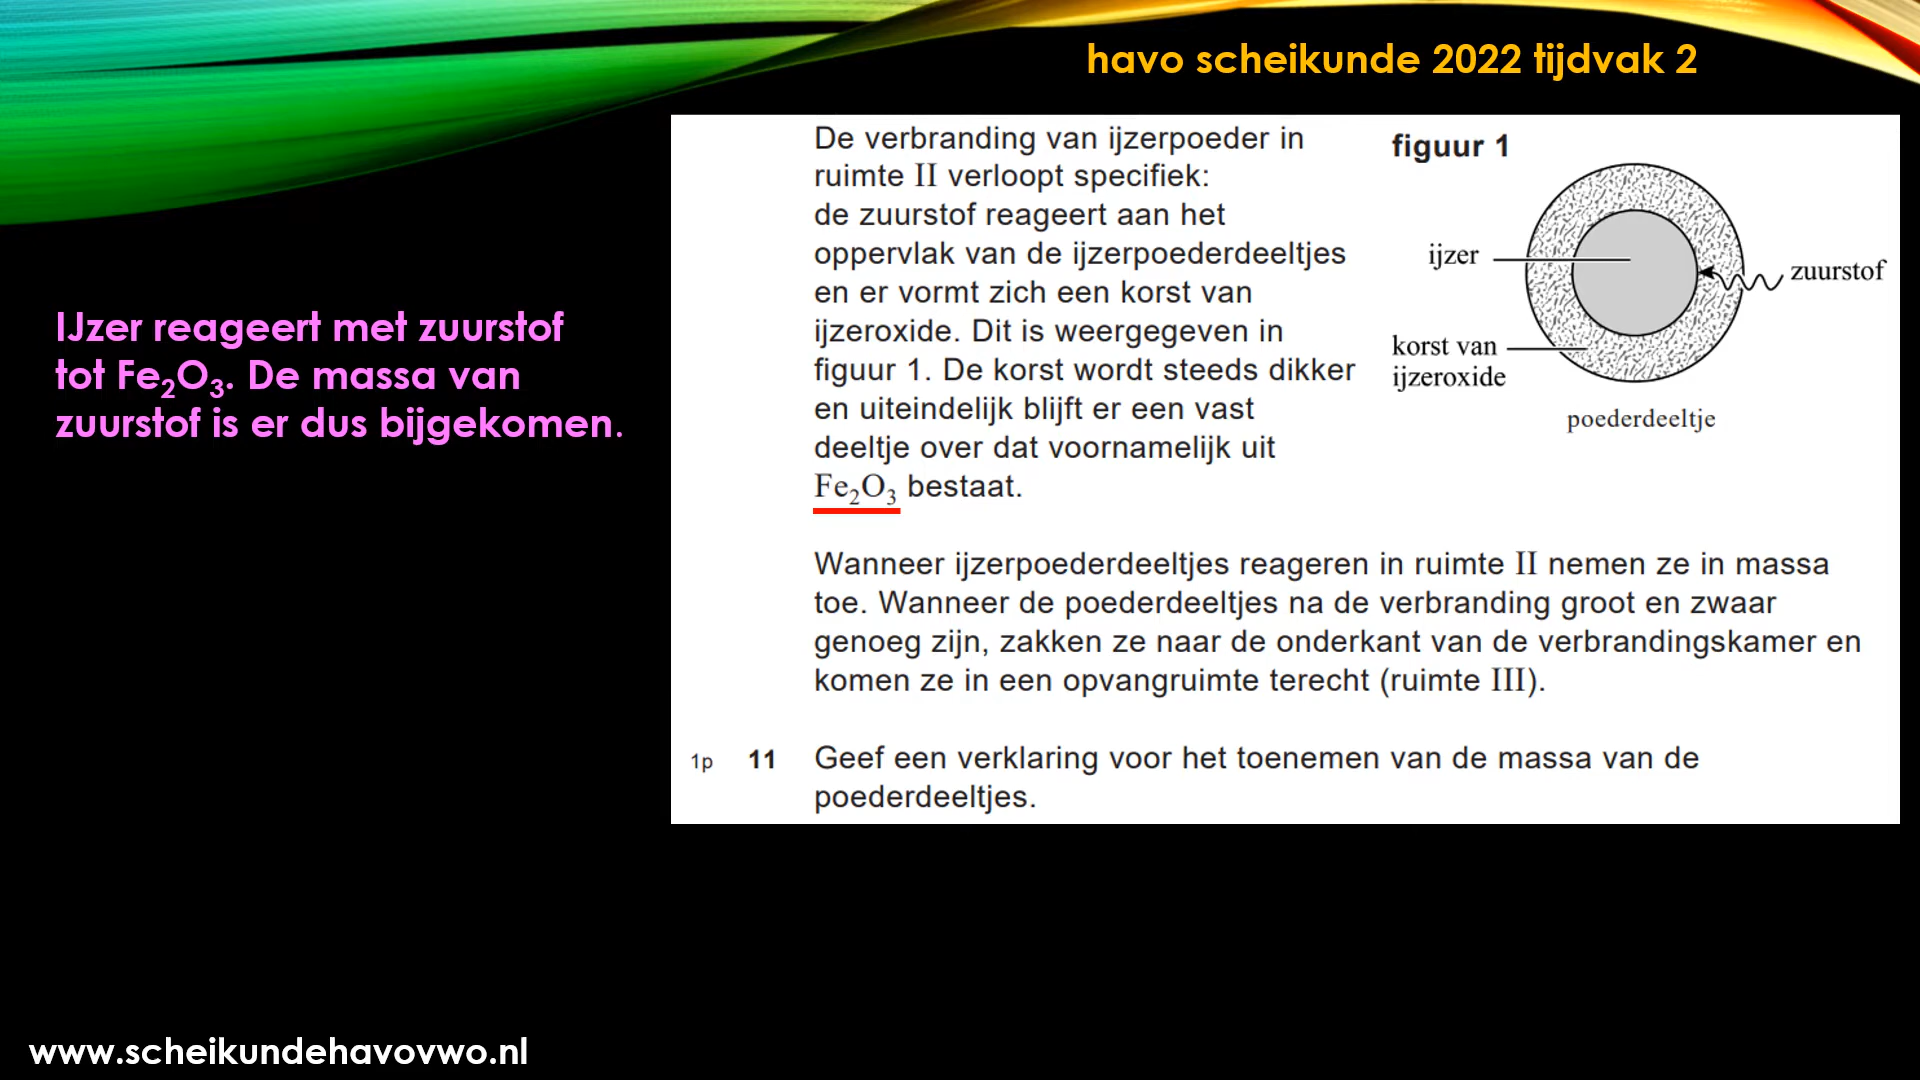 havo scheikunde 2022 tijdvak 2
IJzer reageert met zuurstof
tot Fe₂O₃. De massa van
zuurstof is er dus bijgekomen.
De verbranding van ijzerpoeder in
ruimte II verloopt specifiek:
de zuurstof reageert aan het
oppervlak van de ijzerpoederdeeltjes
en er vormt zich een korst van
ijzeroxide. Dit is weergegeven in
figuur 1. De korst wordt steeds dikker
en uiteindelijk blijft er een vast
deeltje over dat voornamelijk uit
Fe₂O₃ bestaat.
figuur 1
ijzer
zuurstof
korst van
ijzeroxide
poederdeeltje
Wanneer ijzerpoederdeeltjes reageren in ruimte II nemen ze in massa
toe. Wanneer de poederdeeltjes na de verbranding groot en zwaar
genoeg zijn, zakken ze naar de onderkant van de verbrandingskamer en
komen ze in een opvangruimte terecht (ruimte III).
1p 11 Geef een verklaring voor het toenemen van de massa van de
poederdeeltjes.
www.scheikundehavovwo.nl